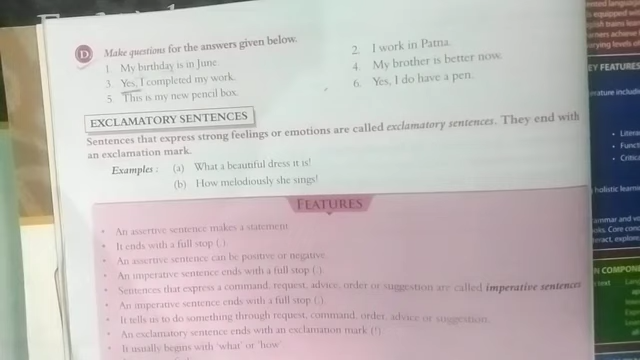 D Make questions for the answers given below.
1. My birthday is in June.
2. I work in Patna.
3. Yes, I completed my work.
4. My brother is better now.
5. This is my new pencil box.
6. Yes, I do have a pen.
EXCLAMATORY SENTENCES
Sentences that express strong feelings or emotions are called exclamatory sentences. They end with
an exclamation mark.
Examples : (a) What a beautiful dress it is!
(b) How melodiously she sings!
FEATURES
• An assertive sentence makes a statement.
• It ends with a full stop (.).
• An assertive sentence can be positive or negative.
• An imperative sentence ends with a full stop (.).
• Sentences that express a command, request, advice, order or suggestion are called imperative sentences
• An imperative sentence ends with a full stop (.).
• It tells us to do something through request, command, order, advice or suggestion.
• An exclamatory sentence ends with an exclamation mark (!)
• It usually begins with 'what' or 'how'
EY FEATURES